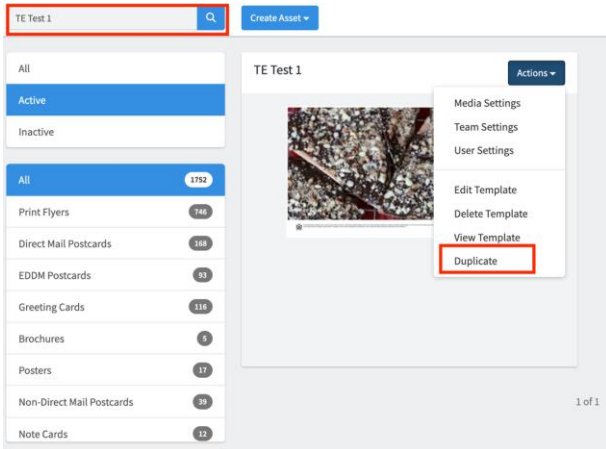 TE Test 1
Create Asset
All
Active
Inactive
All 1752
Print Flyers 746
Direct Mail Postcards 168
EDDM Postcards 93
Greeting Cards 116
Brochures 5
Posters 17
Non-Direct Mail Postcards 39
Note Cards 12
TE Test 1
Actions
Media Settings
Team Settings
User Settings
Edit Template
Delete Template
View Template
Duplicate
1 of 1